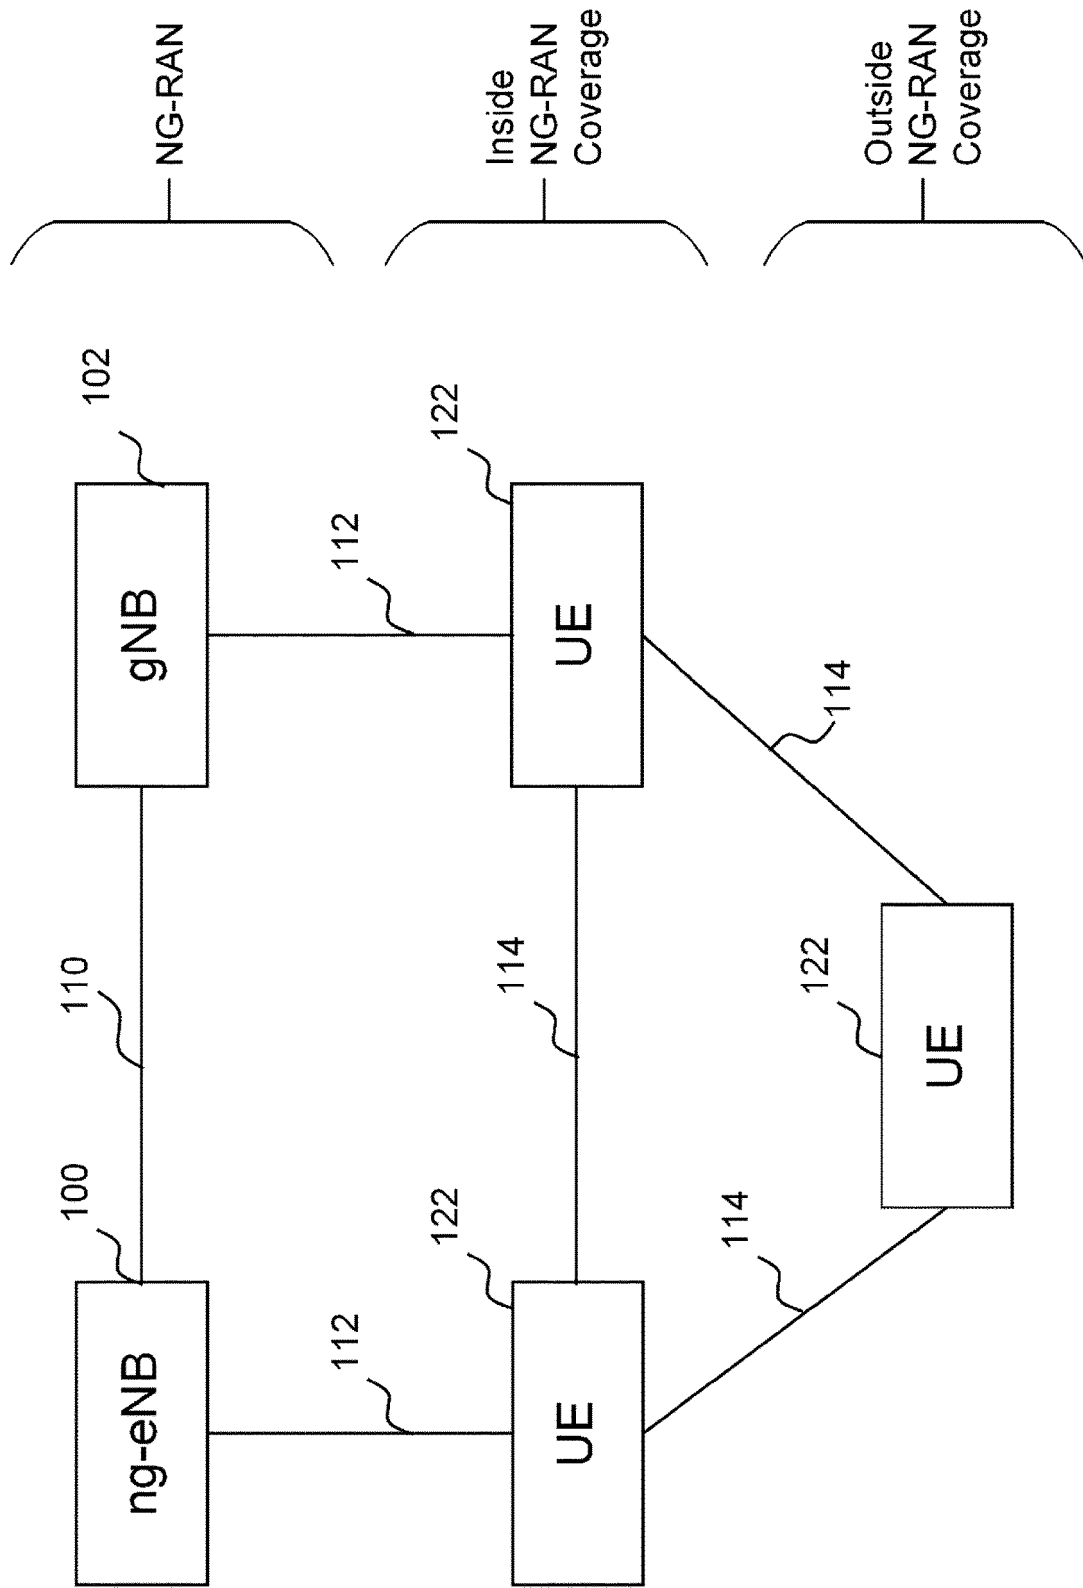 ng-eNB
100
110
gNB
102
NG-RAN
112
112
UE
122
114
UE
122
Inside
NG-RAN
Coverage
114
114
UE
122
Outside
NG-RAN
Coverage